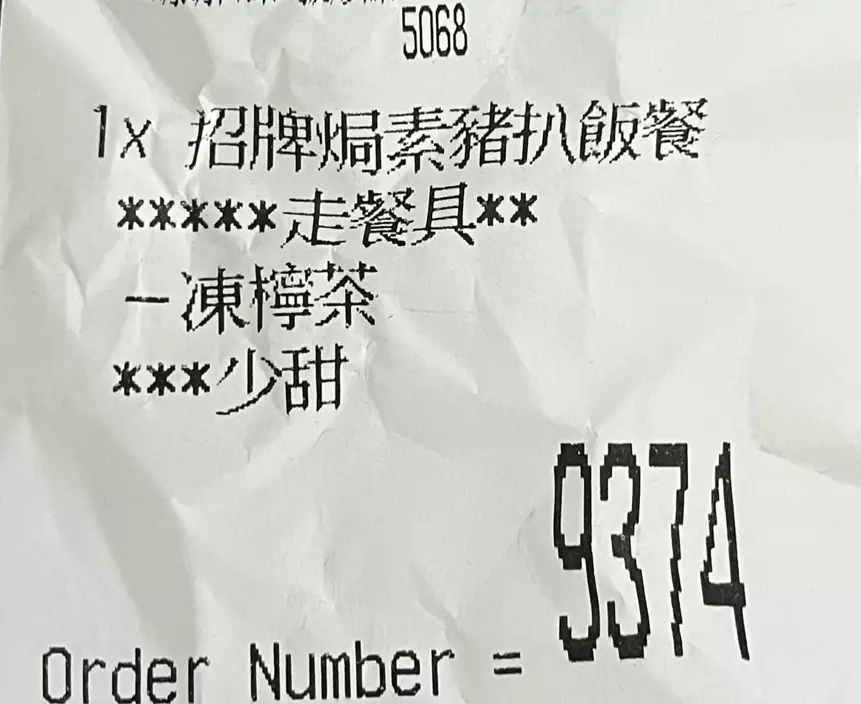 5068
1x 招牌焗素豬扒飯餐
*****走餐具**
-凍檸茶
***少甜
Order Number = 9374